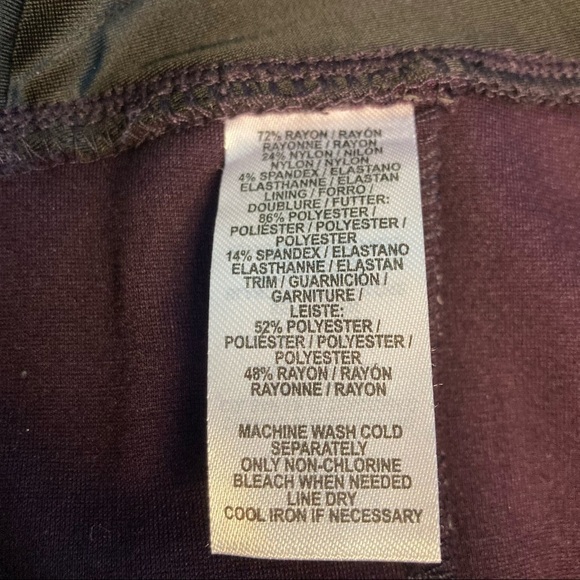 72% RAYON / RAYÓN
RAYONNE / RAYON
24% NYLON / NILÓN
NYLON / NYLON
4% SPANDEX / ELASTANO
ELASTHANNE / ELASTAN
LINING / FORRO /
DOUBLURE / FUTTER:
86% POLYESTER /
POLIÉSTER / POLYESTER /
POLYESTER
14% SPANDEX / ELASTANO
ELASTHANNE / ELASTAN
TRIM / GUARNICIÓN /
GARNITURE /
LEISTE:
52% POLYESTER /
POLIÉSTER / POLYESTER /
POLYESTER
48% RAYON / RAYÓN
RAYONNE / RAYON
MACHINE WASH COLD
SEPARATELY
ONLY NON-CHLORINE
BLEACH WHEN NEEDED
LINE DRY
COOL IRON IF NECESSARY